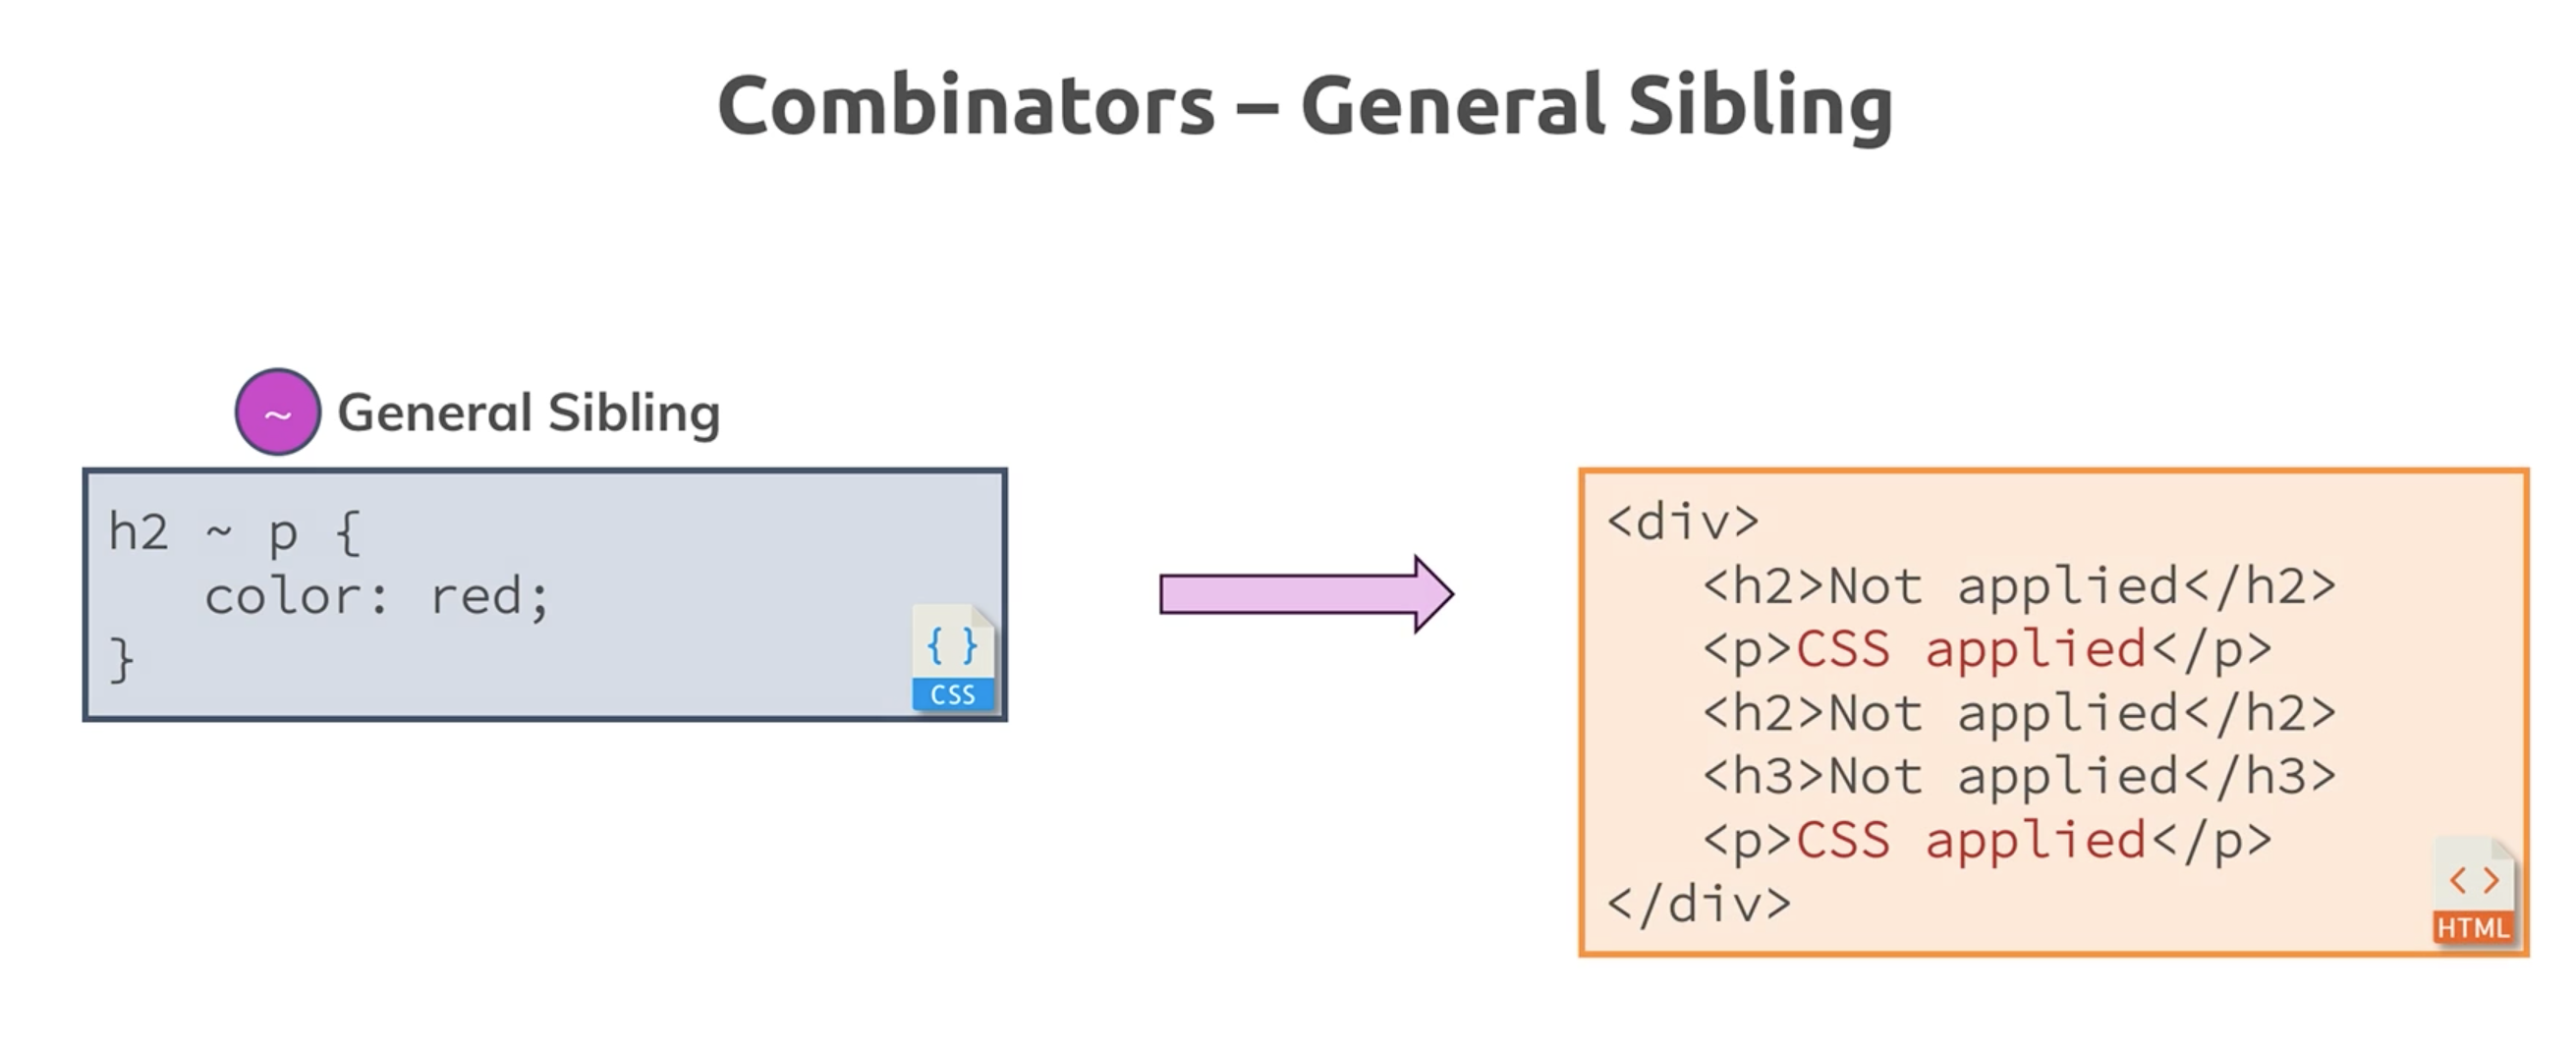 Combinators – General Sibling
~ General Sibling
h2 ~ p {
color: red;
}
{ }
CSS
<div>
<h2>Not applied</h2>
<p>CSS applied</p>
<h2>Not applied</h2>
<h3>Not applied</h3>
<p>CSS applied</p>
</div>
< >
HTML